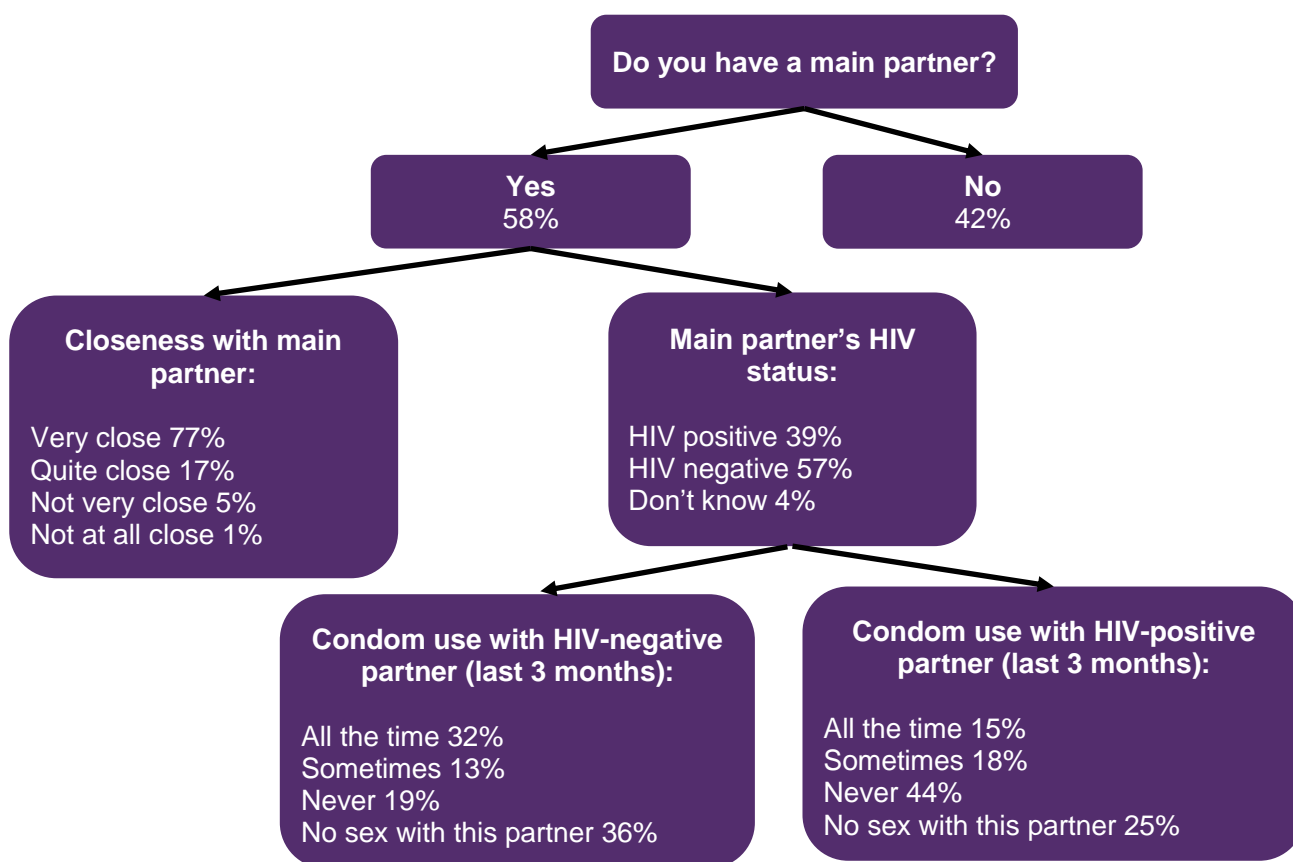 Do you have a main partner?
Yes
58%
No
42%
Closeness with main
partner:
Very close 77%
Quite close 17%
Not very close 5%
Not at all close 1%
Main partner’s HIV
status:
HIV positive 39%
HIV negative 57%
Don’t know 4%
Condom use with HIV-negative
partner (last 3 months):
All the time 32%
Sometimes 13%
Never 19%
No sex with this partner 36%
Condom use with HIV-positive
partner (last 3 months):
All the time 15%
Sometimes 18%
Never 44%
No sex with this partner 25%